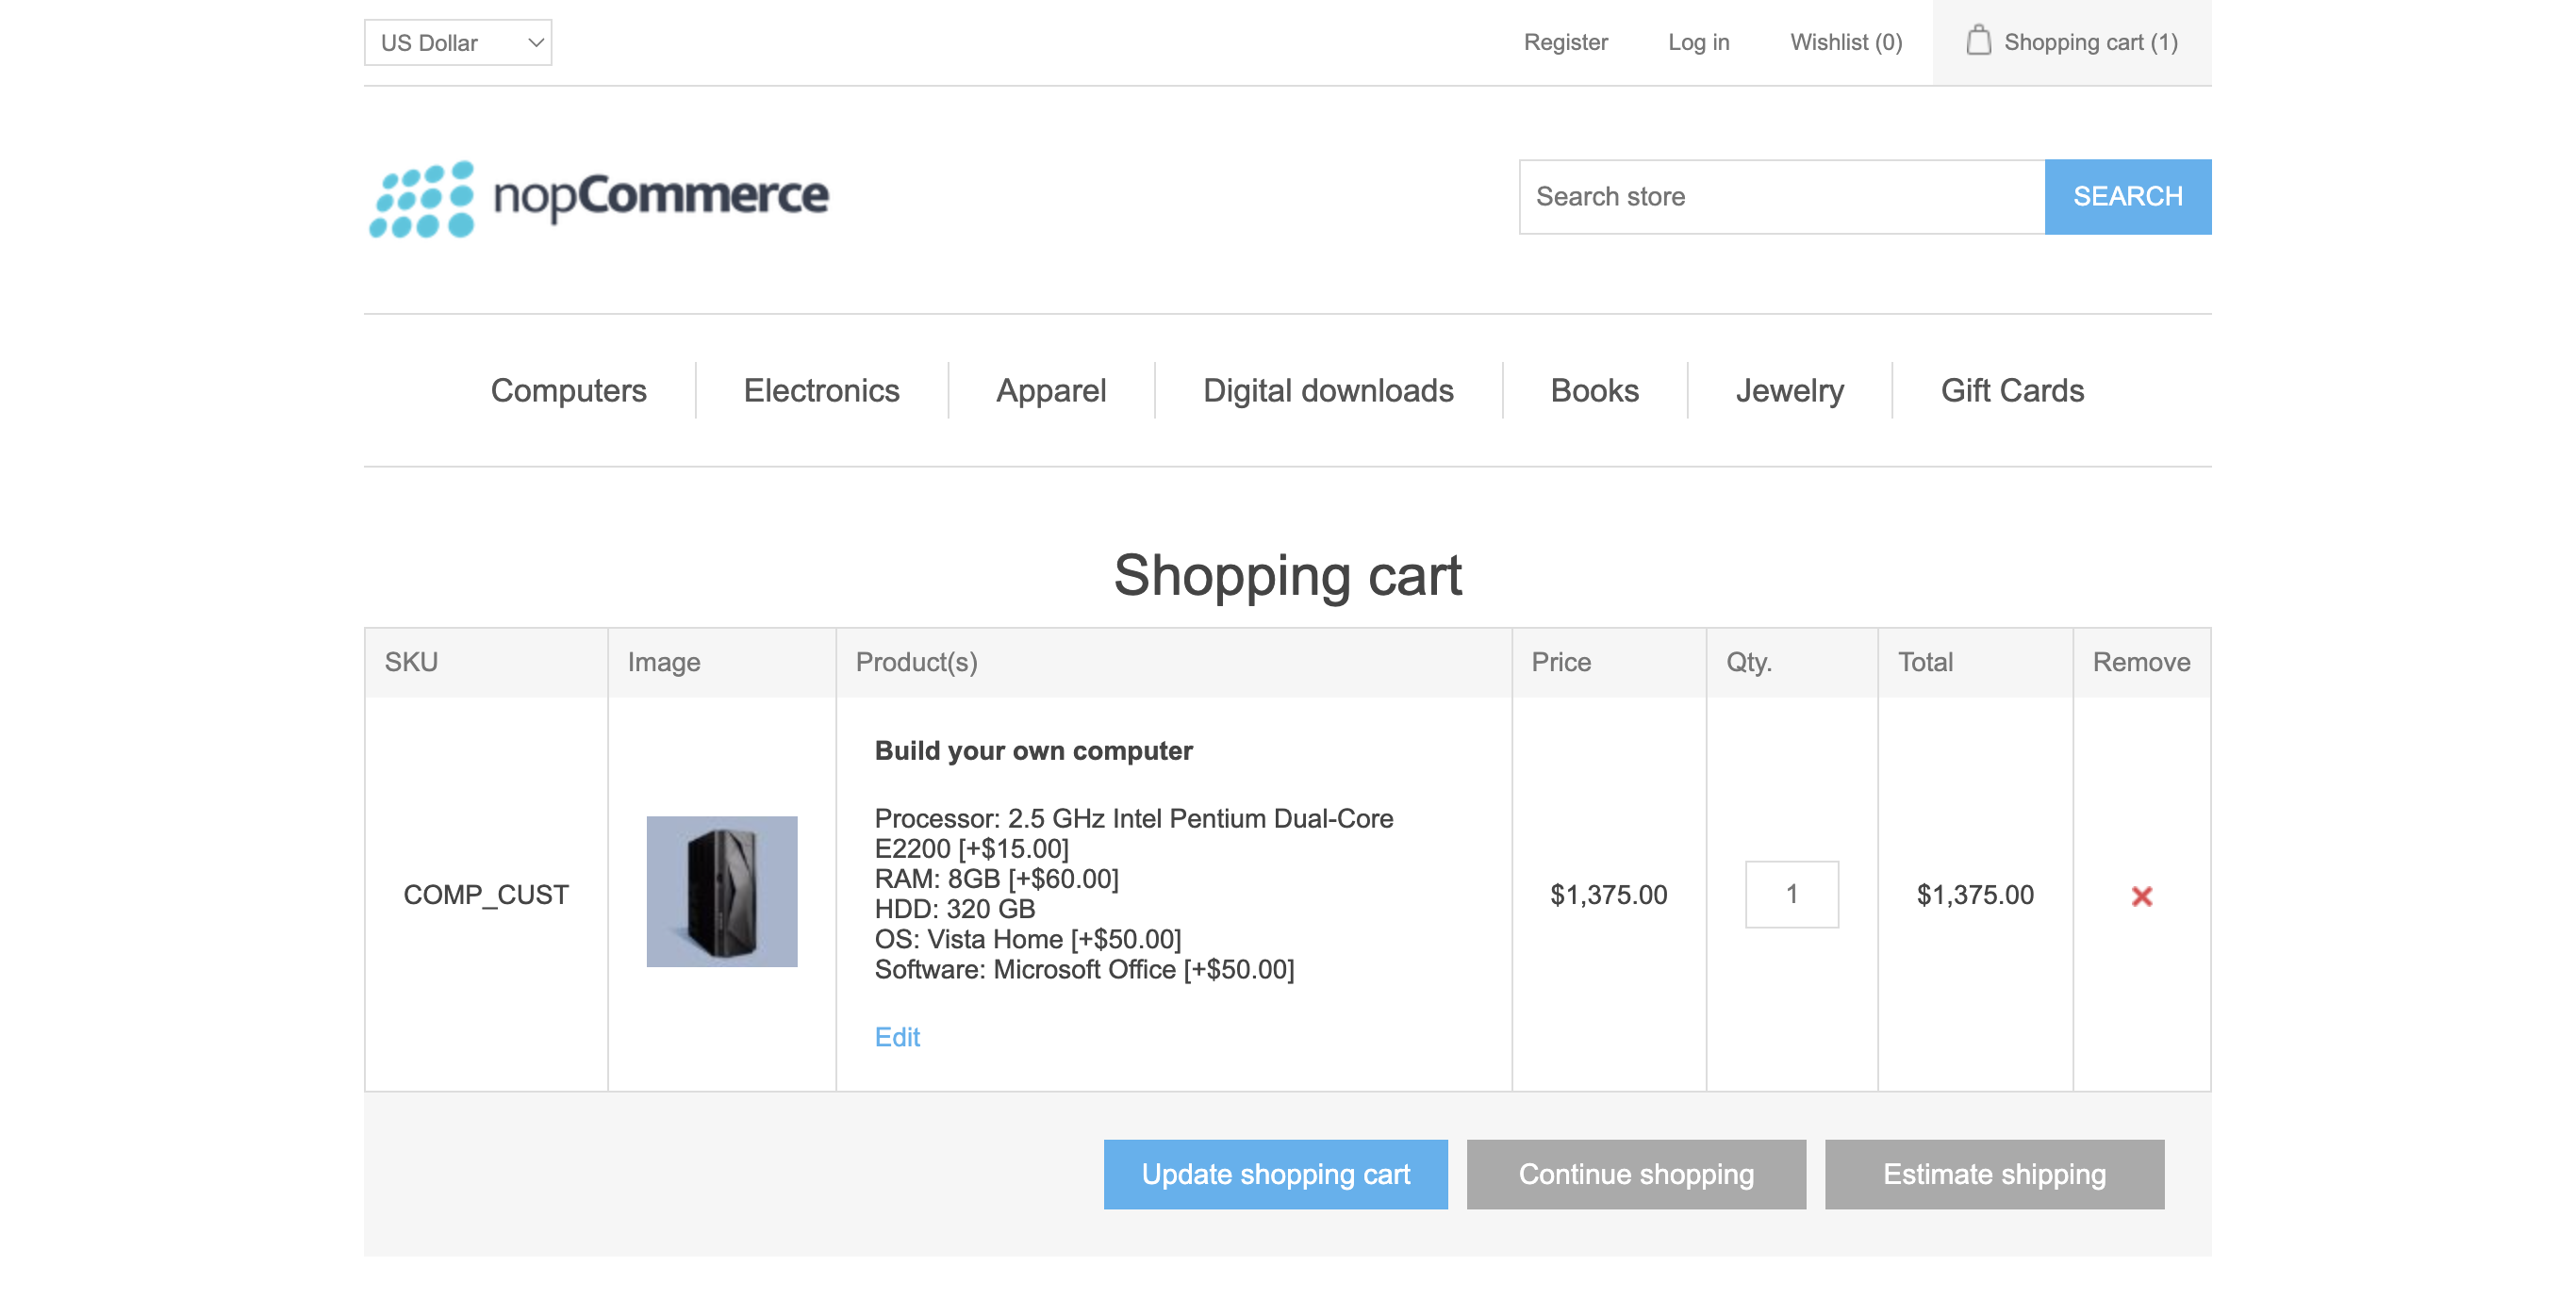 US Dollar
Register
Log in
Wishlist (0)
Shopping cart (1)
nopCommerce
Search store
SEARCH
Computers
Electronics
Apparel
Digital downloads
Books
Jewelry
Gift Cards
Shopping cart
SKU
Image
Product(s)
Price
Qty.
Total
Remove
COMP_CUST
Build your own computer
Processor: 2.5 GHz Intel Pentium Dual-Core
E2200 [+$15.00]
RAM: 8GB [+$60.00]
HDD: 320 GB
OS: Vista Home [+$50.00]
Software: Microsoft Office [+$50.00]
Edit
$1,375.00
1
$1,375.00
Update shopping cart
Continue shopping
Estimate shipping